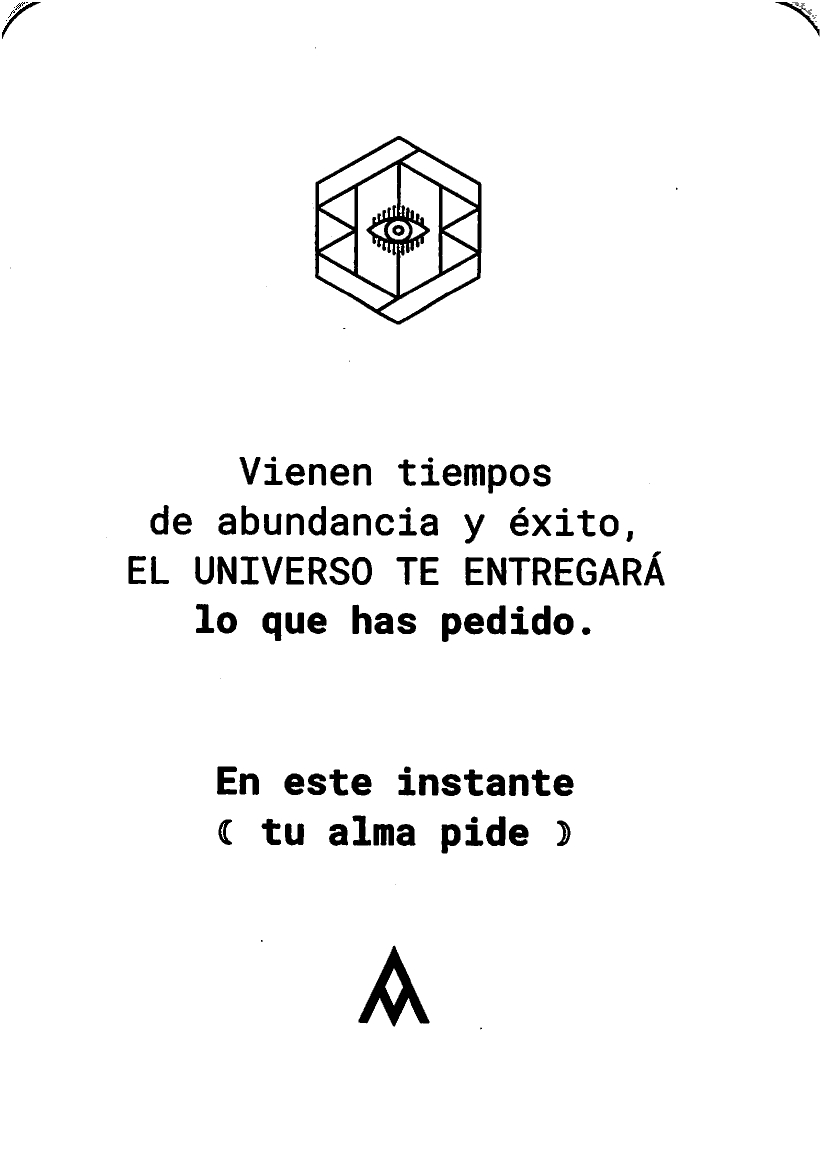 Vienen tiempos
de abundancia y éxito,
EL UNIVERSO TE ENTREGARÁ
lo que has pedido.
En este instante
( tu alma pide )